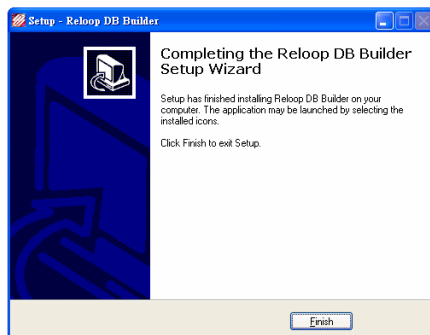 Setup - Reloop DB Builder
Completing the Reloop DB Builder
Setup Wizard
Setup has finished installing Reloop DB Builder on your
computer. The application may be launched by selecting the
installed icons.
Click Finish to exit Setup.
Finish